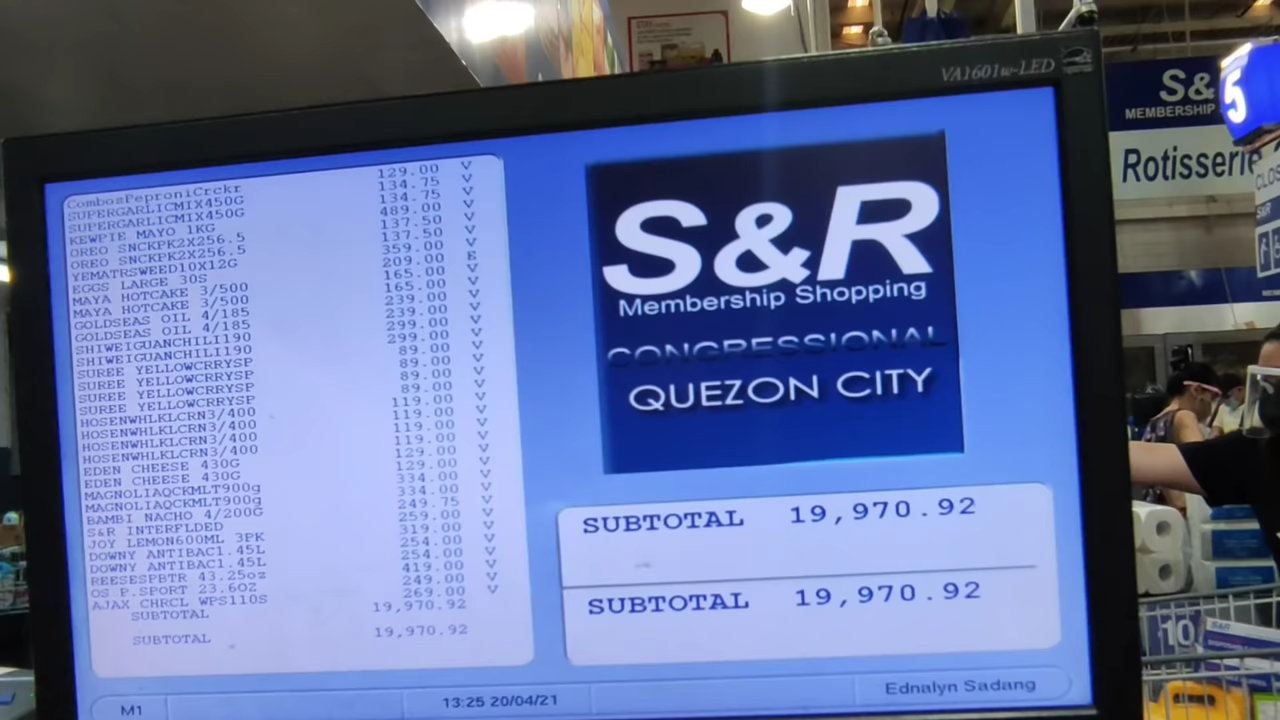 VA1601w-LED
CombosPeproniCrckr 129.00 V
SUPERGARLICMIX450G 134.75 V
SUPERGARLICMIX450G 134.75 V
KEWPIE MAYO 1KG 489.00 V
OREO SNCKPK2X256.5 137.50 V
OREO SNCKPK2X256.5 137.50 V
YEMATRSWEED10X12G 359.00 V
EGGS LARGE 30S 209.00 E
MAYA HOTCAKE 3/500 165.00 V
MAYA HOTCAKE 3/500 165.00 V
GOLDSEAS OIL 4/185 239.00 V
GOLDSEAS OIL 4/185 239.00 V
SHIWEIGUANCHILI190 299.00 V
SHIWEIGUANCHILI190 299.00 V
SUREE YELLOWCRRYSP 89.00 V
SUREE YELLOWCRRYSP 89.00 V
SUREE YELLOWCRRYSP 89.00 V
SUREE YELLOWCRRYSP 89.00 V
HOSENWHLKLCRN3/400 119.00 V
HOSENWHLKLCRN3/400 119.00 V
HOSENWHLKLCRN3/400 119.00 V
HOSENWHLKLCRN3/400 119.00 V
EDEN CHEESE 430G 129.00 V
EDEN CHEESE 430G 129.00 V
MAGNOLIAQCKMLT900g 334.00 V
MAGNOLIAQCKMLT900g 334.00 V
BAMBI NACHO 4/200G 249.75 V
S&R INTERFLDED 259.00 V
JOY LEMON600ML 3PK 319.00 V
DOWNY ANTIBAC1.45L 254.00 V
DOWNY ANTIBAC1.45L 254.00 V
REESESPBTR 43.25oz 419.00 V
OS P.SPORT 23.6OZ 249.00 V
AJAX CHRCL WPS110S 269.00 V
SUBTOTAL 19,970.92
SUBTOTAL 19,970.92
S&R
Membership Shopping
CONGRESSIONAL
QUEZON CITY
SUBTOTAL 19,970.92
SUBTOTAL 19,970.92
M1 13:25 20/04/21 Ednalyn Sadang
S&
MEMBERSHIP
Rotisserie
5
CLOS
S&R
10
S&R